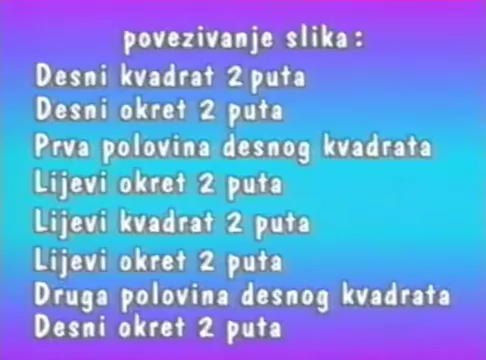 povezivanje slika:
Desni kvadrat 2 puta
Desni okret 2 puta
Prva polovina desnog kvadrata
Lijevi okret 2 puta
Lijevi kvadrat 2 puta
Lijevi okret 2 puta
Druga polovina desnog kvadrata
Desni okret 2 puta